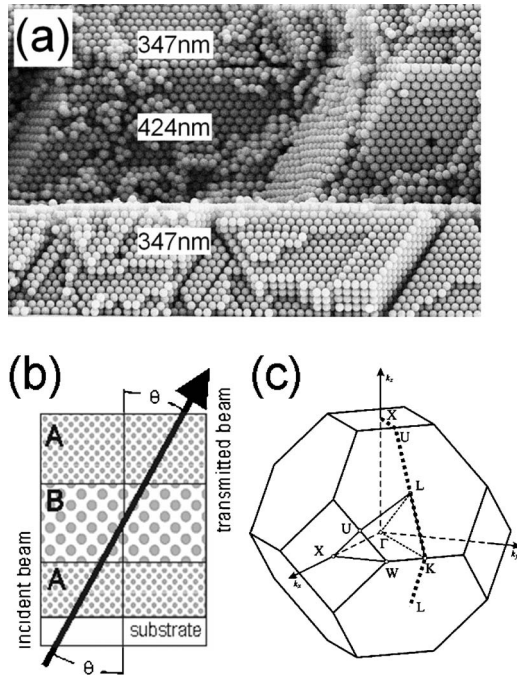 (a)
347nm
424nm
347nm
(b)
θ
A
B
A
substrate
θ
incident beam
transmitted beam
(c)
kz
X
U
L
U
Γ
X
W
K
kx
ky
L